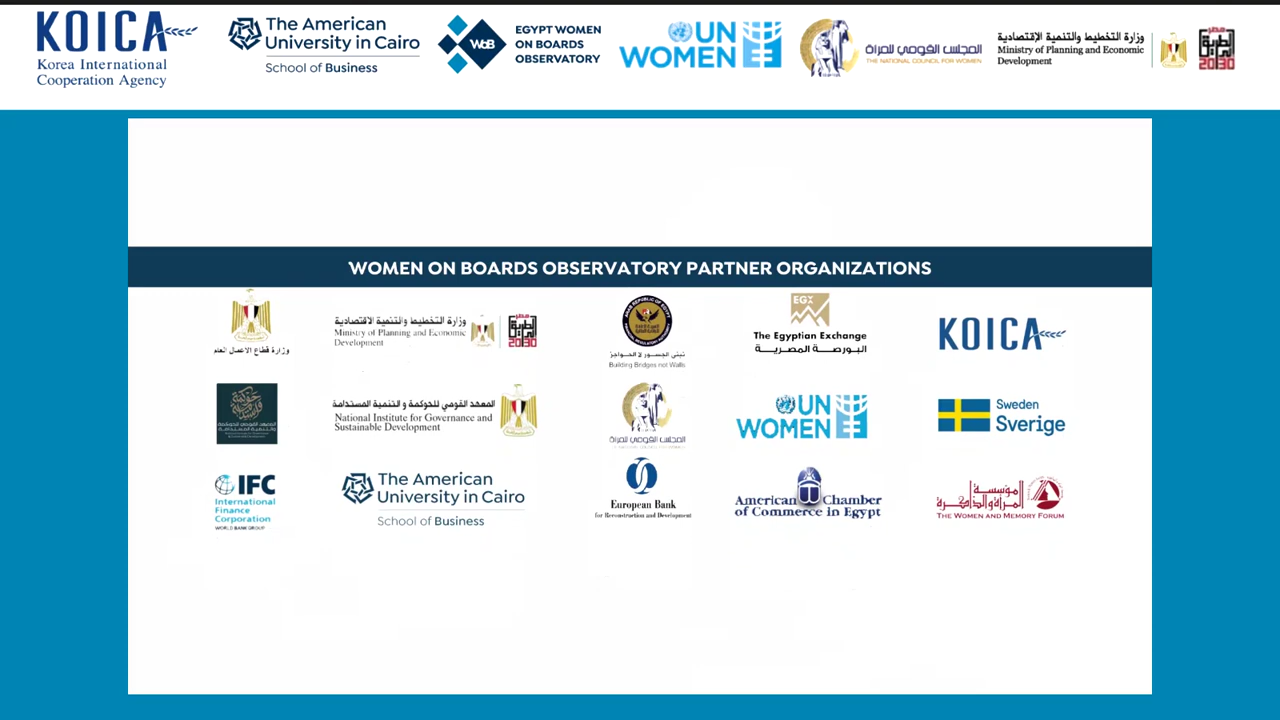 KOICA
Korea International
Cooperation Agency
The American
University in Cairo
School of Business
WoB
EGYPT WOMEN
ON BOARDS
OBSERVATORY
UN
WOMEN
المجلس القومي للمرأة
THE NATIONAL COUNCIL FOR WOMEN
وزارة التخطيط والتنمية الإقتصادية
Ministry of Planning and Economic
Development
مصر
2030
WOMEN ON BOARDS OBSERVATORY PARTNER ORGANIZATIONS
وزارة قطاع الاعمال العام
وزارة التخطيط والتنمية الاقتصادية
Ministry of Planning and Economic
Development
مصر
2030
نبني الجسور لا الحواجز
Building Bridges not Walls
EGX
The Egyptian Exchange
البورصة المصرية
KOICA
المعهد القومي للحوكمة و التنمية المستدامة
National Institute for Governance and
Sustainable Development
المجلس القومي للمرأة
UN
WOMEN
Sweden
Sverige
IFC
International
Finance
Corporation
WORLD BANK GROUP
The American
University in Cairo
School of Business
European Bank
for Reconstruction and Development
American Chamber
of Commerce in Egypt
مؤسسة
المرأة والذاكرة
THE WOMEN AND MEMORY FORUM